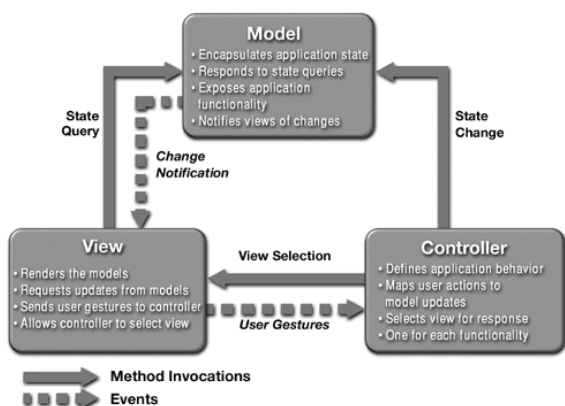 Model
• Encapsulates application state
• Responds to state queries
• Exposes application
functionality
• Notifies views of changes
State
Query
State
Change
Change
Notification
View
• Renders the models
• Requests updates from models
• Sends user gestures to controller
• Allows controller to select view
View Selection
User Gestures
Controller
• Defines application behavior
• Maps user actions to
model updates
• Selects view for response
• One for each functionality
Method Invocations
Events